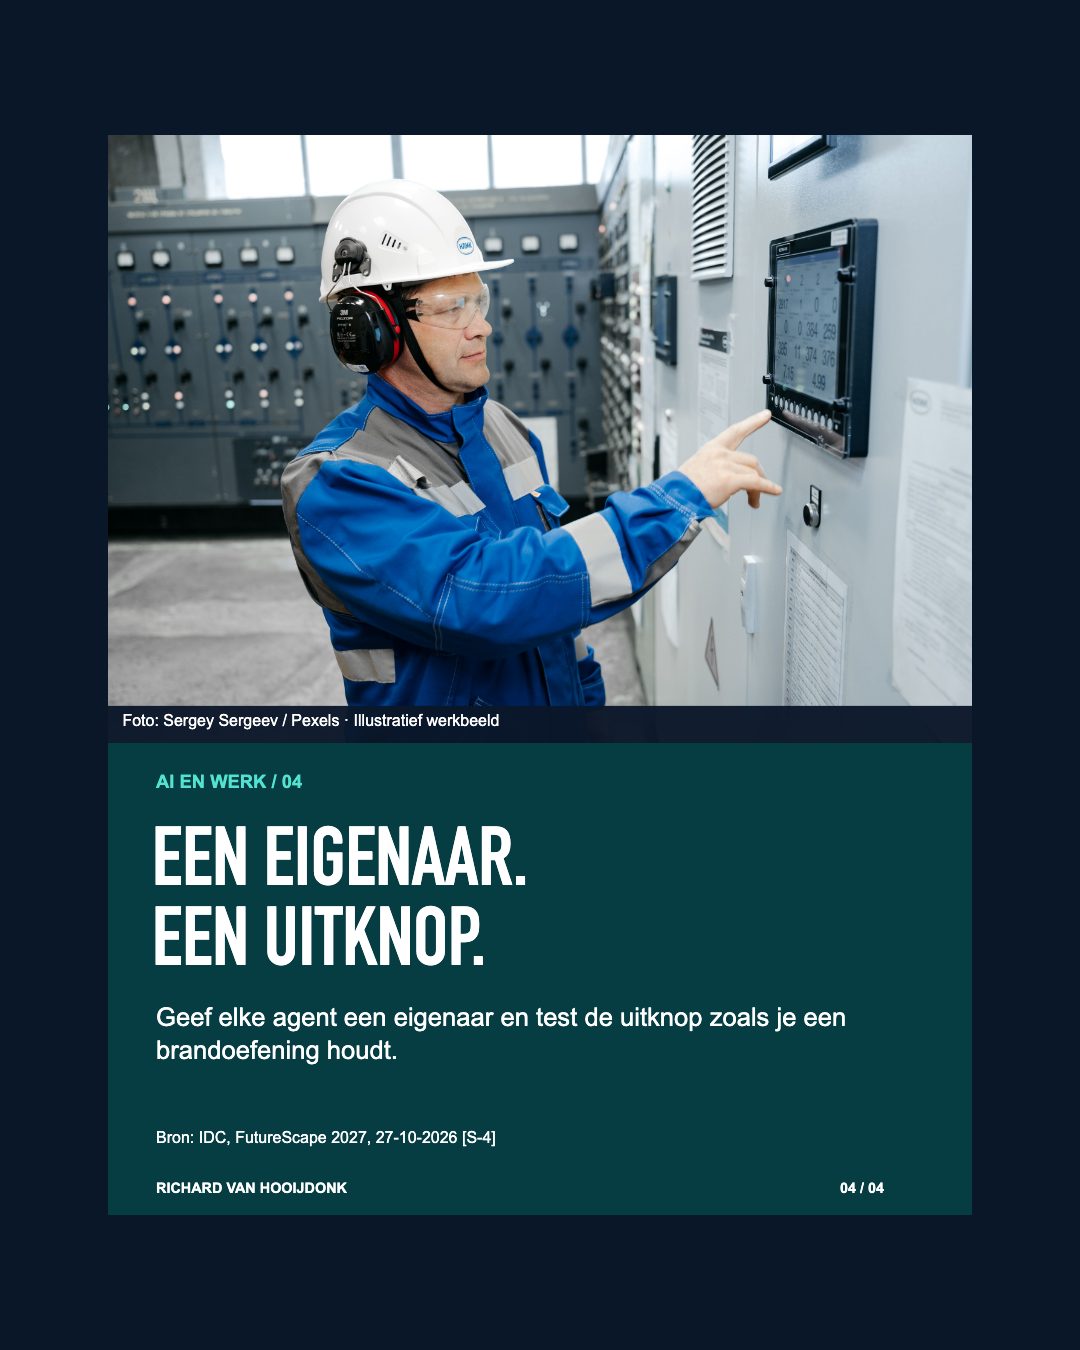 Foto: Sergey Sergeev / Pexels · Illustratief werkbeeld
AI EN WERK / 04
EEN EIGENAAR.
EEN UITKNOP.
Geef elke agent een eigenaar en test de uitknop zoals je een
brandoefening houdt.
Bron: IDC, FutureScape 2027, 27-10-2026 [S-4]
RICHARD VAN HOOIJDONK
04 / 04